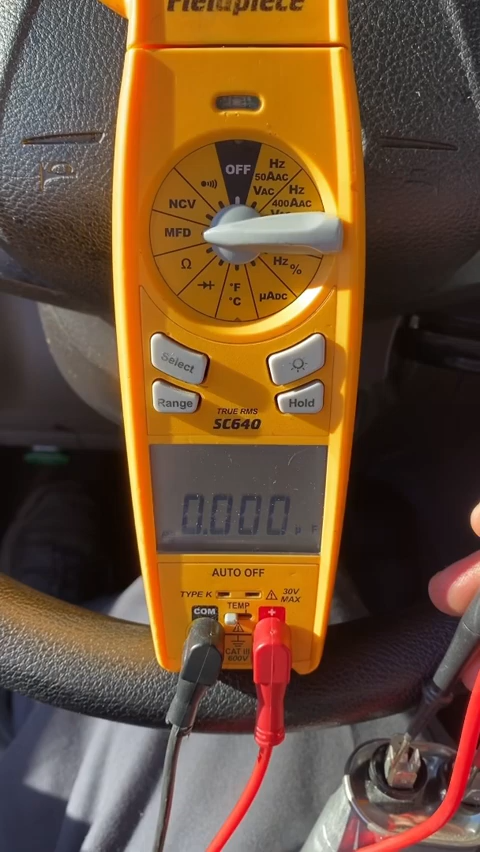 Fieldpiece
OFF
Hz
50AAC
VAC
Hz
400AAC
NCV
MFD
Ω
°F
°C
µADC
Hz %
Select
Range
Hold
TRUE RMS
SC640
0.000 µ F
AUTO OFF
TYPE K
30V
MAX
TEMP
COM
+
CAT III
600V